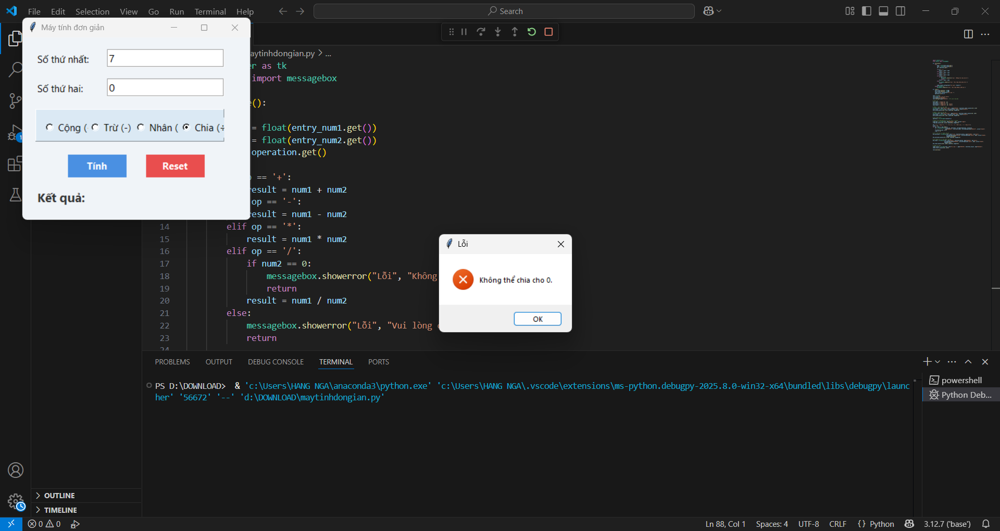 File Edit Selection View Go Run Terminal Help
Search
Máy tính đơn giản
Số thứ nhất: 7
Số thứ hai: 0
Cộng ( Trừ (-) Nhân ( Chia (÷
Tính Reset
Kết quả:
aytinhdongian.py > ...
er as tk
import messagebox
e():
= float(entry_num1.get())
= float(entry_num2.get())
operation.get()
== '+':
result = num1 + num2
op == '-':
result = num1 - num2
14 elif op == '*':
15 result = num1 * num2
16 elif op == '/':
17 if num2 == 0:
18 messagebox.showerror("Lỗi", "Không
19 return
20 result = num1 / num2
21 else:
22 messagebox.showerror("Lỗi", "Vui lòng
23 return
24
Lỗi
Không thể chia cho 0.
OK
PROBLEMS OUTPUT DEBUG CONSOLE TERMINAL PORTS
PS D:\DOWNLOAD> & 'c:\Users\HANG NGA\anaconda3\python.exe' 'c:\Users\HANG NGA\.vscode\extensions\ms-python.debugpy-2025.8.0-win32-x64\bundled\libs\debugpy\launc
her' '56672' '--' 'd:\DOWNLOAD\maytinhdongian.py'
powershell
Python Deb...
1
OUTLINE
TIMELINE
0 0 Ln 88, Col 1 Spaces: 4 UTF-8 CRLF {} Python 3.12.7 ('base')